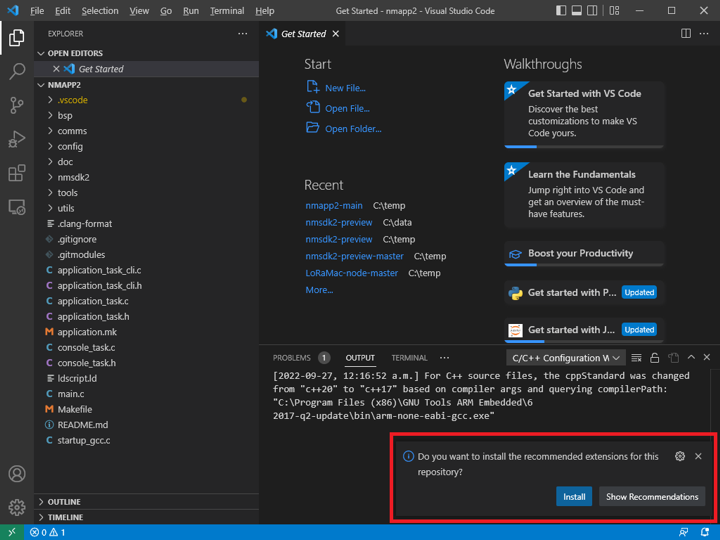 File Edit Selection View Go Run Terminal Help
Get Started - nmapp2 - Visual Studio Code
EXPLORER
OPEN EDITORS
Get Started
NMAPP2
.vscode
bsp
comms
config
doc
nmsdk2
tools
utils
.clang-format
.gitignore
.gitmodules
application_task_cli.c
application_task_cli.h
application_task.c
application_task.h
application.mk
console_task.c
console_task.h
ldscript.ld
main.c
Makefile
README.md
startup_gcc.c
OUTLINE
TIMELINE
Get Started
Start
New File...
Open File...
Open Folder...
Recent
nmapp2-main C:\temp
nmsdk2-preview C:\data
nmsdk2-preview C:\temp
nmsdk2-preview-master C:\temp
LoRaMac-node-master C:\temp
More...
Walkthroughs
Get Started with VS Code
Discover the best
customizations to make VS
Code yours.
Learn the Fundamentals
Jump right into VS Code and
get an overview of the must-
have features.
Boost your Productivity
Get started with P... Updated
Get started with J... Updated
PROBLEMS 1 OUTPUT TERMINAL ... C/C++ Configuration W
[2022-09-27, 12:16:52 a.m.] For C++ source files, the cppStandard was changed
from "c++20" to "c++17" based on compiler args and querying compilerPath:
"C:\Program Files (x86)\GNU Tools ARM Embedded\6
2017-q2-update\bin\arm-none-eabi-gcc.exe"
Do you want to install the recommended extensions for this
repository?
Install Show Recommendations
0 1